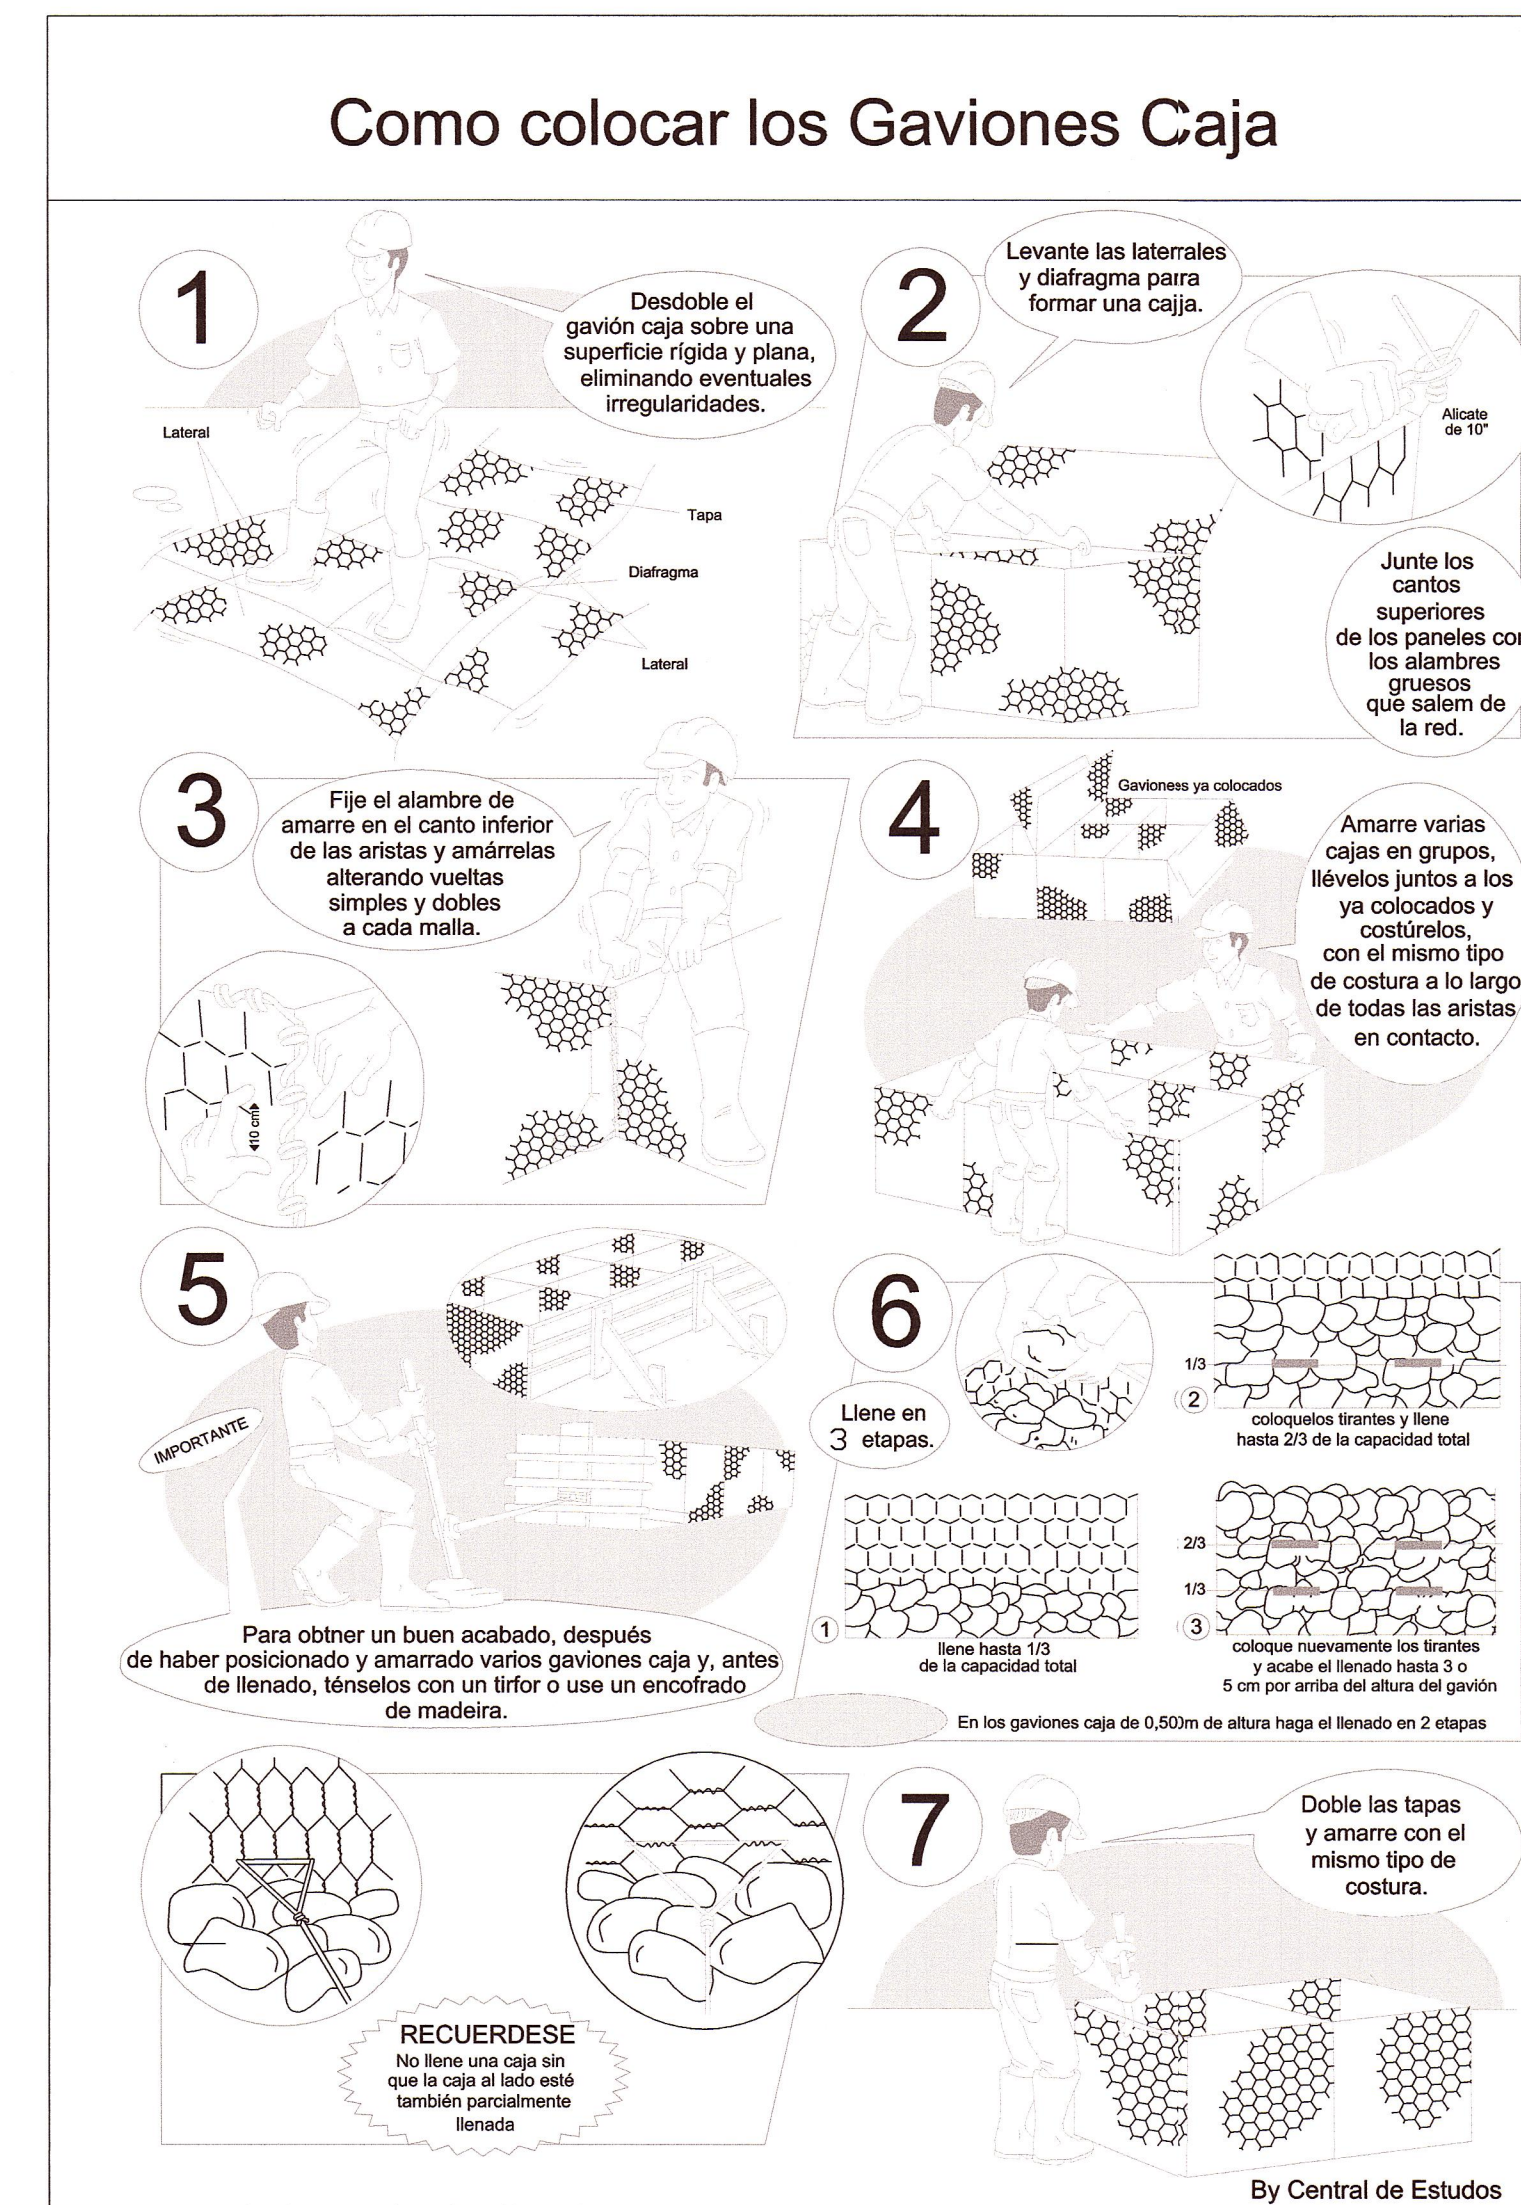 Como colocar los Gaviones Caja
1
Desdoble el
gavión caja sobre una
superficie rígida y plana,
eliminando eventuales
irregularidades.
Lateral
Tapa
Diafragma
Lateral
2
Levante las laterrales
y diafragma parra
formar una cajja.
Alicate
de 10"
Junte los
cantos
superiores
de los paneles con
los alambres
gruesos
que salem de
la red.
3
Fije el alambre de
amarre en el canto inferior
de las aristas y amárrelas
alterando vueltas
simples y dobles
a cada malla.
10 cm
4
Gavioness ya colocados
Amarre varias
cajas en grupos,
llévelos juntos a los
ya colocados y
costúrelos,
con el mismo tipo
de costura a lo largo
de todas las aristas
en contacto.
5
IMPORTANTE
Para obtner un buen acabado, después
de haber posicionado y amarrado varios gaviones caja y, antes
de llenado, ténselos con un tirfor o use un encofrado
de madeira.
6
Llene en
3 etapas.
1
llene hasta 1/3
de la capacidad total
1/3
2
coloquelos tirantes y llene
hasta 2/3 de la capacidad total
2/3
1/3
3
coloque nuevamente los tirantes
y acabe el llenado hasta 3 o
5 cm por arriba del altura del gavión
En los gaviones caja de 0,50)m de altura haga el llenado en 2 etapas
RECUERDESE
No llene una caja sin
que la caja al lado esté
también parcialmente
llenada
7
Doble las tapas
y amarre con el
mismo tipo de
costura.
By Central de Estudos